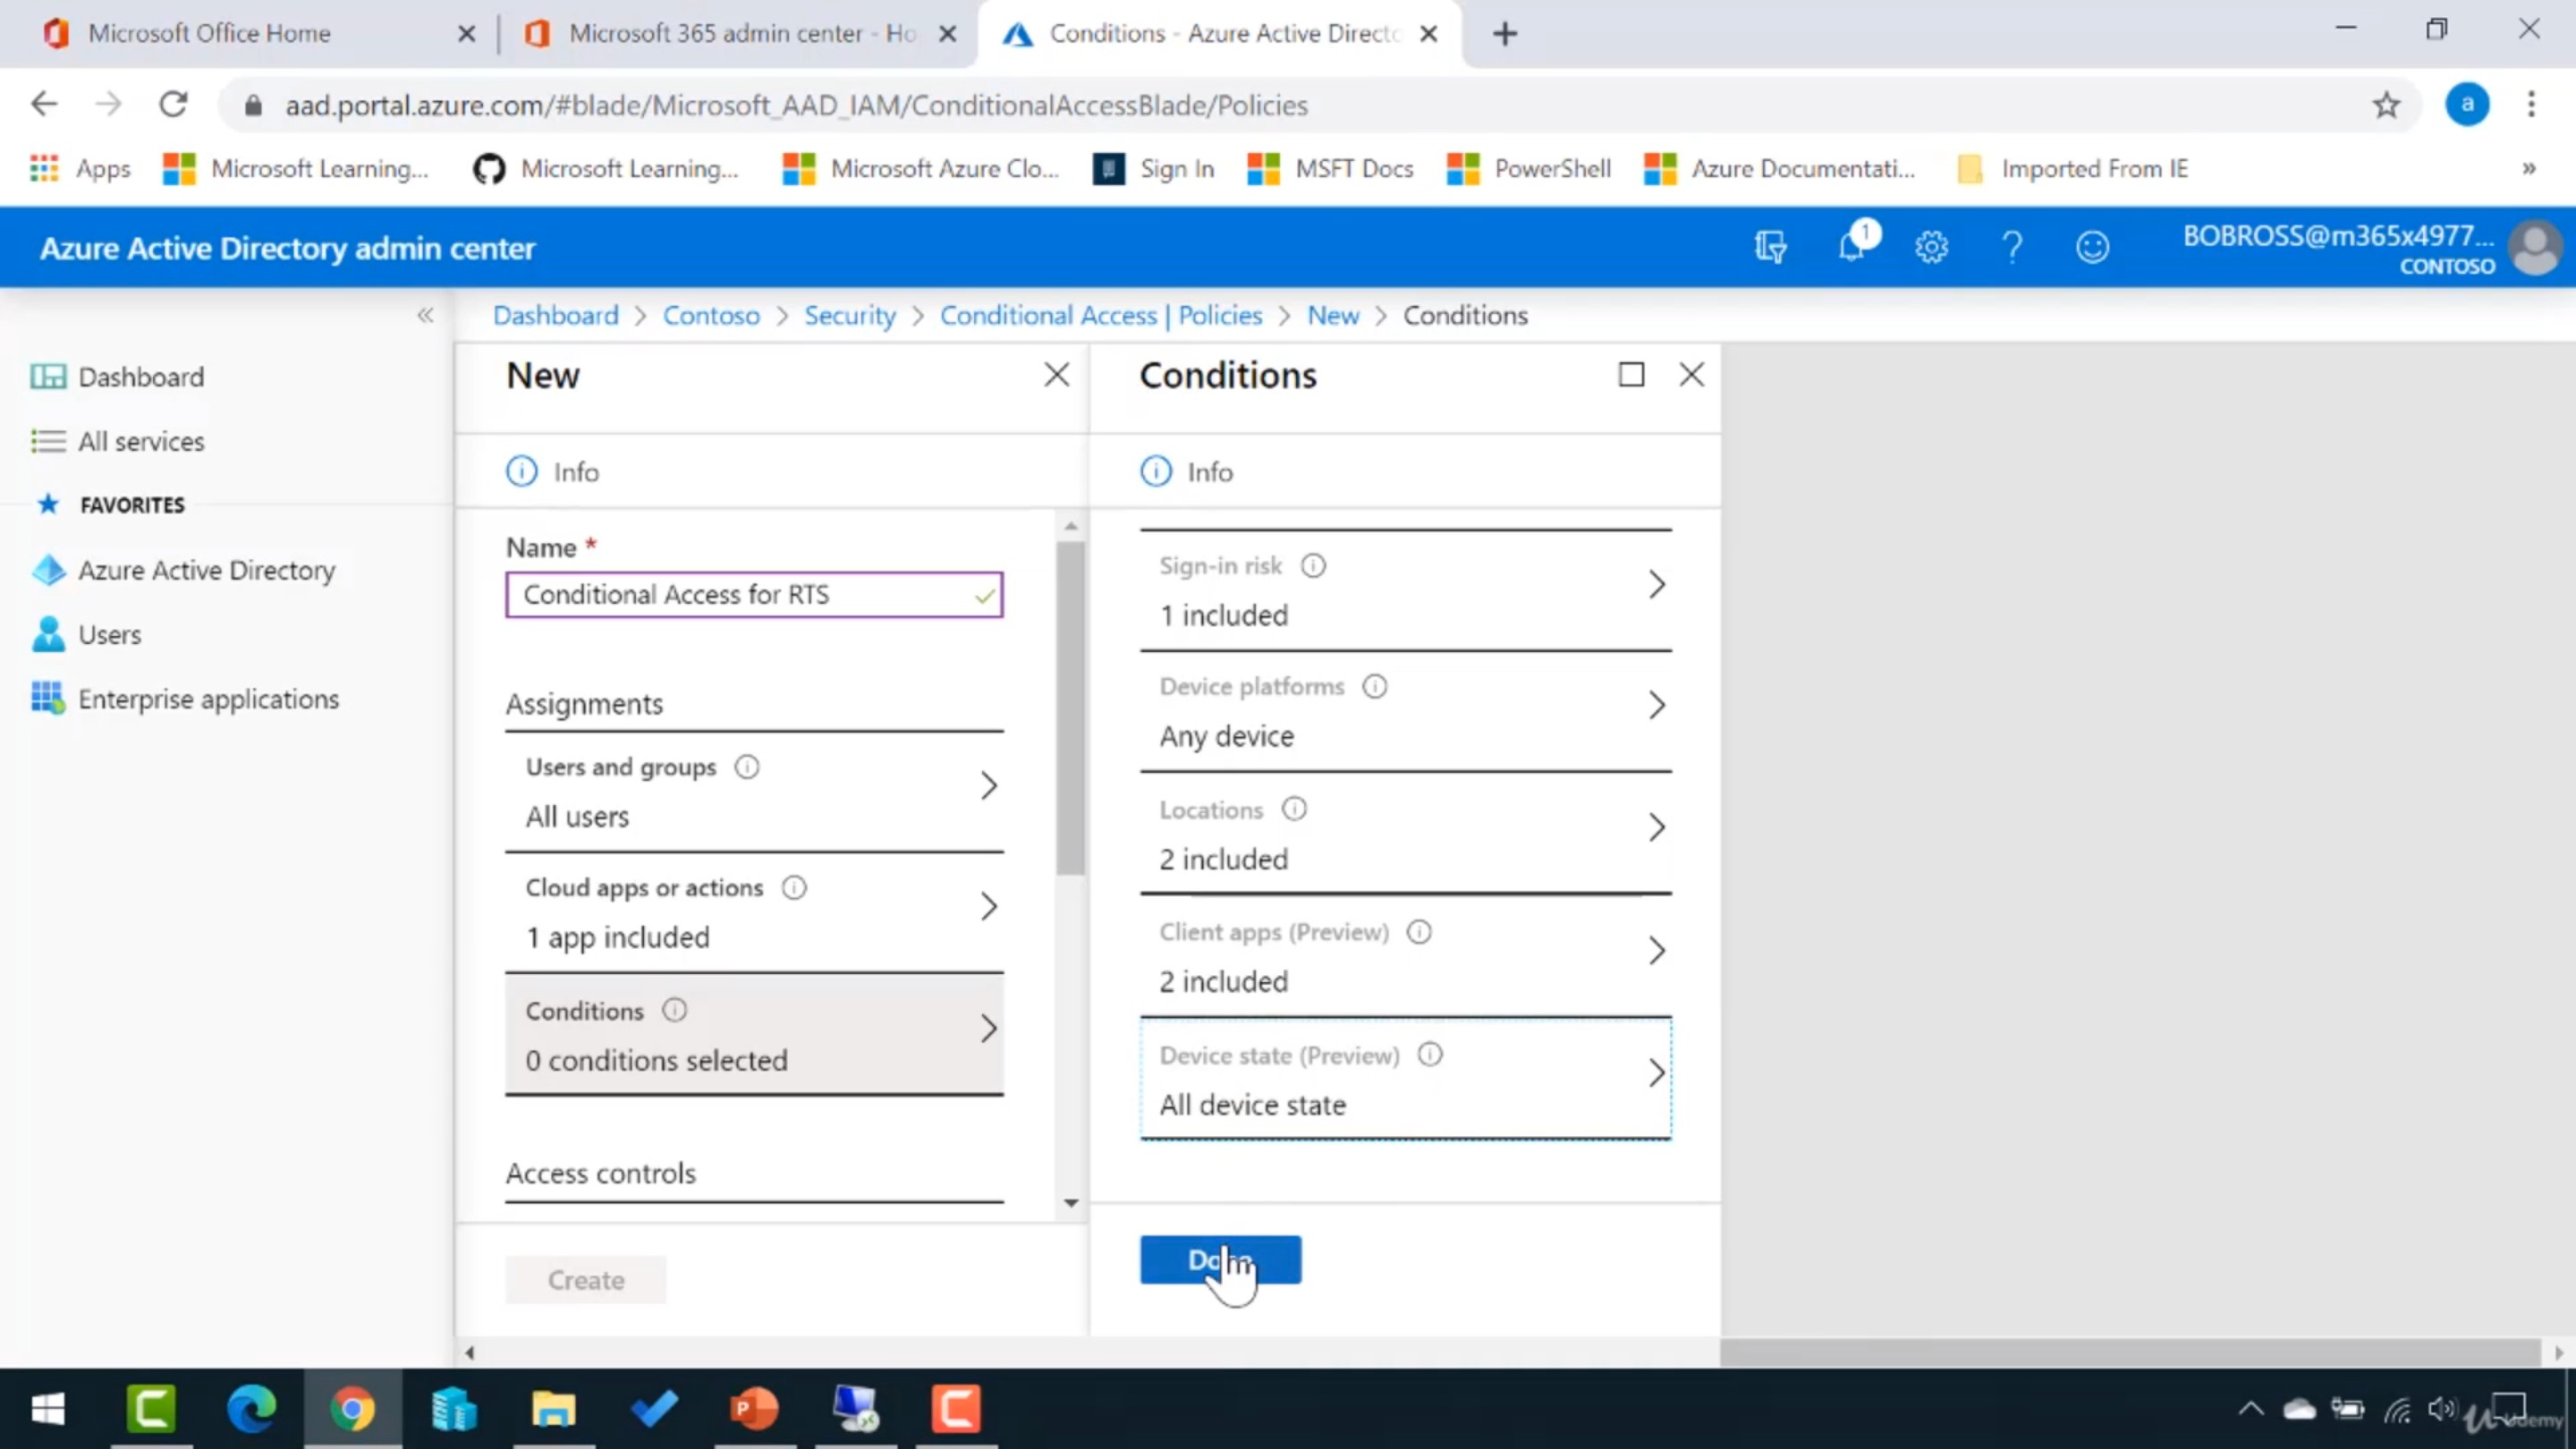 Microsoft Office Home
Microsoft 365 admin center - Ho
Conditions - Azure Active Directo
aad.portal.azure.com/#blade/Microsoft_AAD_IAM/ConditionalAccessBlade/Policies
a
Apps
Microsoft Learning...
Microsoft Learning...
Microsoft Azure Clo...
Sign In
MSFT Docs
PowerShell
Azure Documentati...
Imported From IE
»
Azure Active Directory admin center
1
BOBROSS@m365x4977...
CONTOSO
Dashboard > Contoso > Security > Conditional Access | Policies > New > Conditions
Dashboard
All services
FAVORITES
Azure Active Directory
Users
Enterprise applications
New
Info
Name *
Conditional Access for RTS
Assignments
Users and groups
All users
Cloud apps or actions
1 app included
Conditions
0 conditions selected
Access controls
Create
Conditions
Info
Sign-in risk
1 included
Device platforms
Any device
Locations
2 included
Client apps (Preview)
2 included
Device state (Preview)
All device state
Done
Udemy